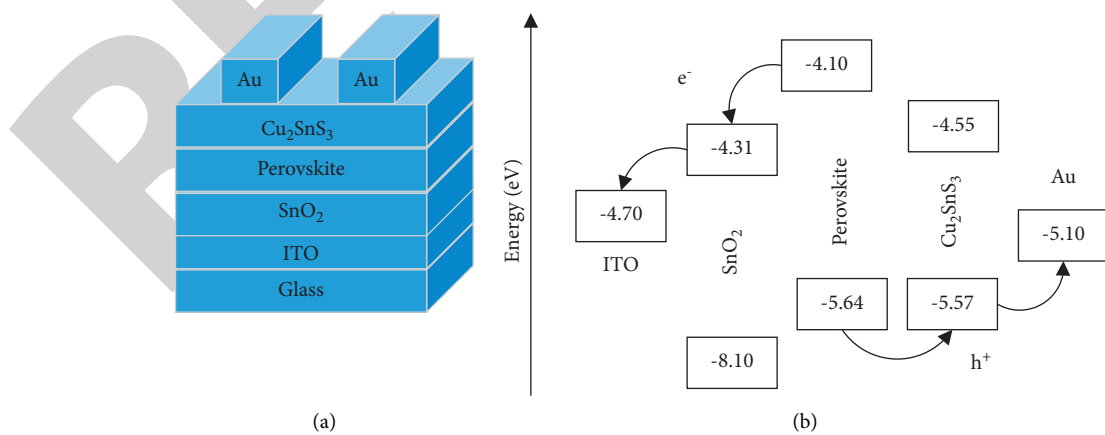 Au
Au
Cu₂SnS₃
Perovskite
SnO₂
ITO
Glass
(a)
Energy (eV)
e⁻
-4.10
-4.31
-4.55
-4.70
ITO
SnO₂
Perovskite
Cu₂SnS₃
Au
-5.10
-5.64
-5.57
-8.10
h⁺
(b)